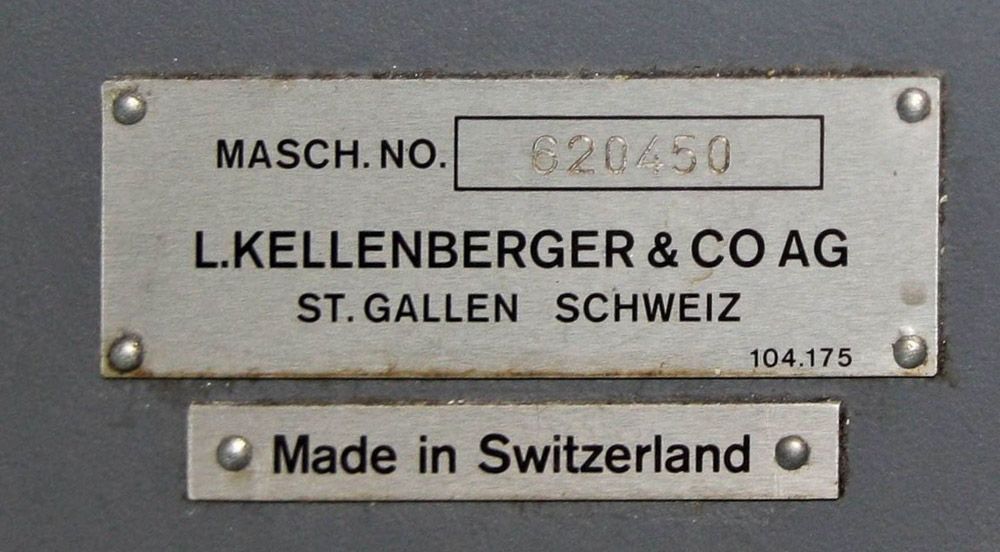 MASCH. NO. 620450
L. KELLENBERGER & CO AG
ST. GALLEN SCHWEIZ
104.175
Made in Switzerland